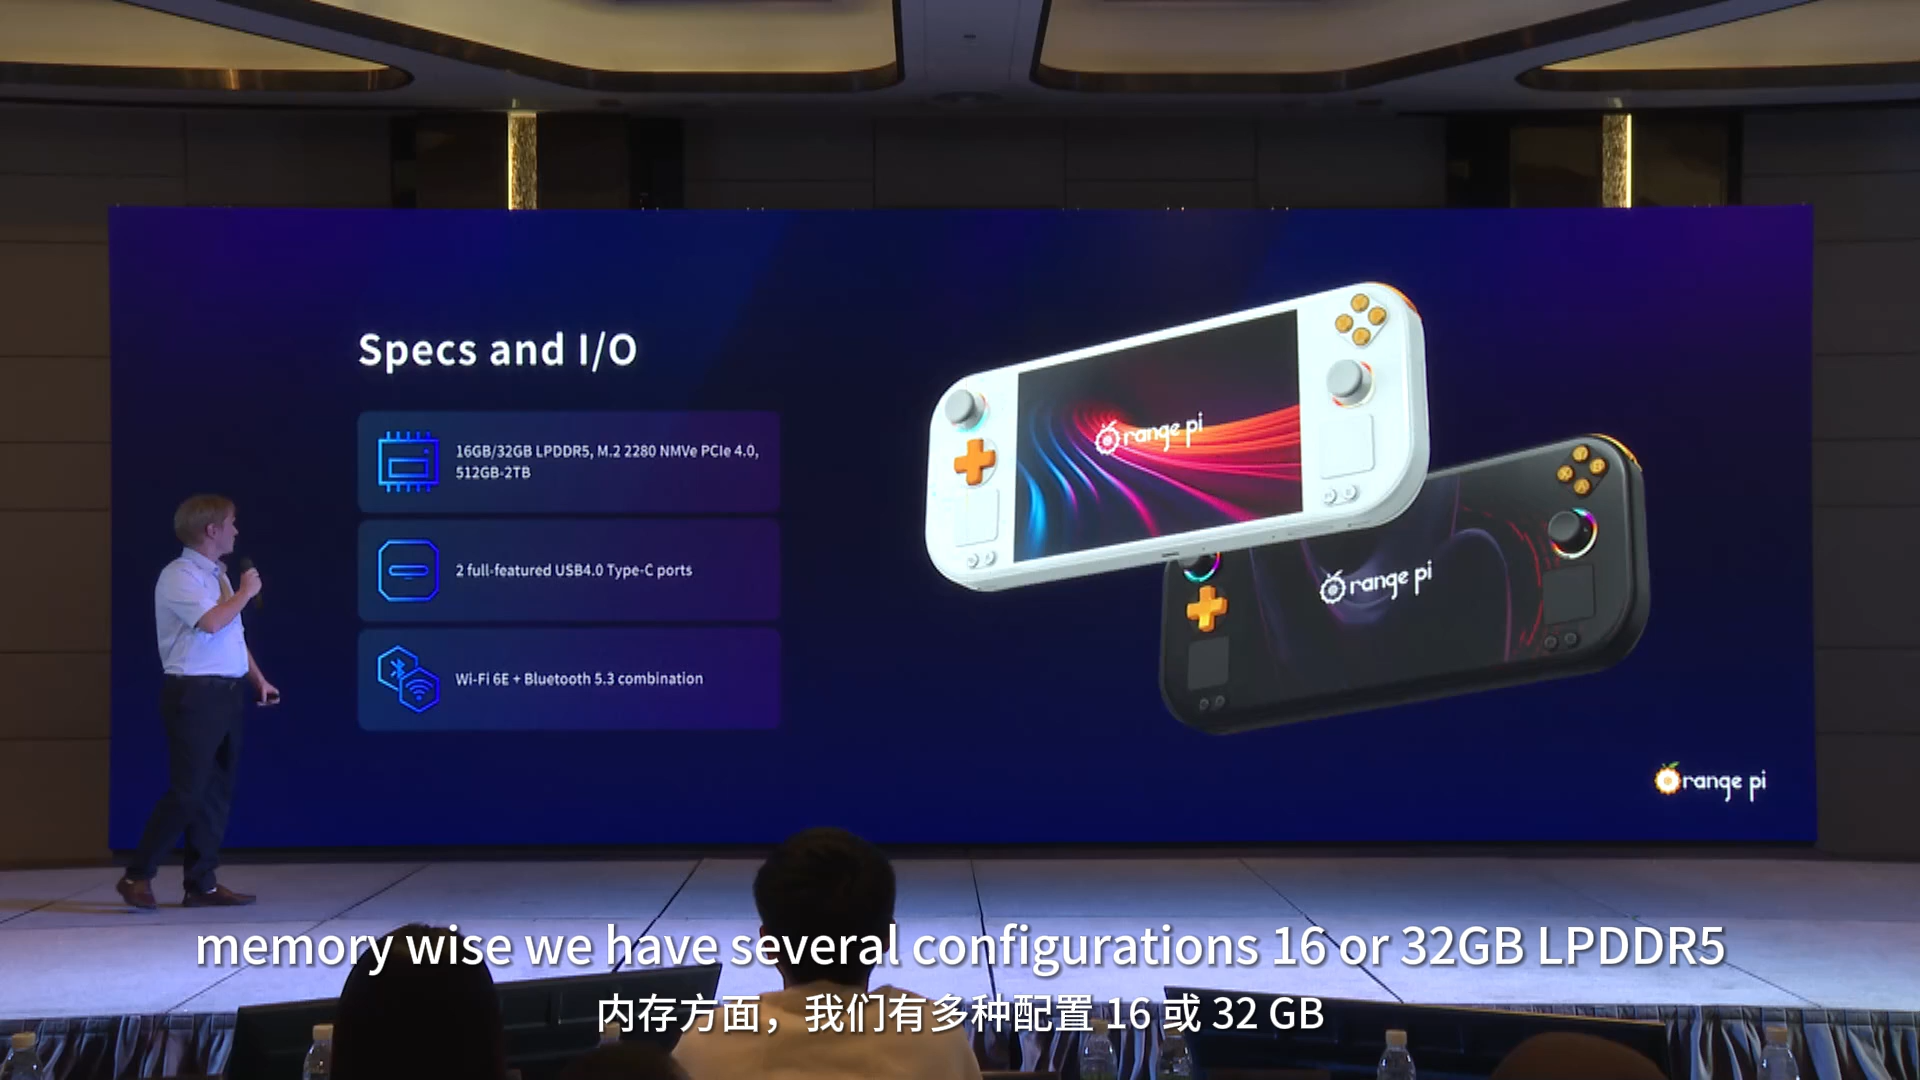 Specs and I/O
16GB/32GB LPDDR5, M.2 2280 NMVe PCIe 4.0,
512GB-2TB
2 full-featured USB4.0 Type-C ports
Wi-Fi 6E + Bluetooth 5.3 combination
range pi
range pi
range pi
memory wise we have several configurations 16 or 32GB LPDDR5
内存方面，我们有多种配置 16 或 32 GB